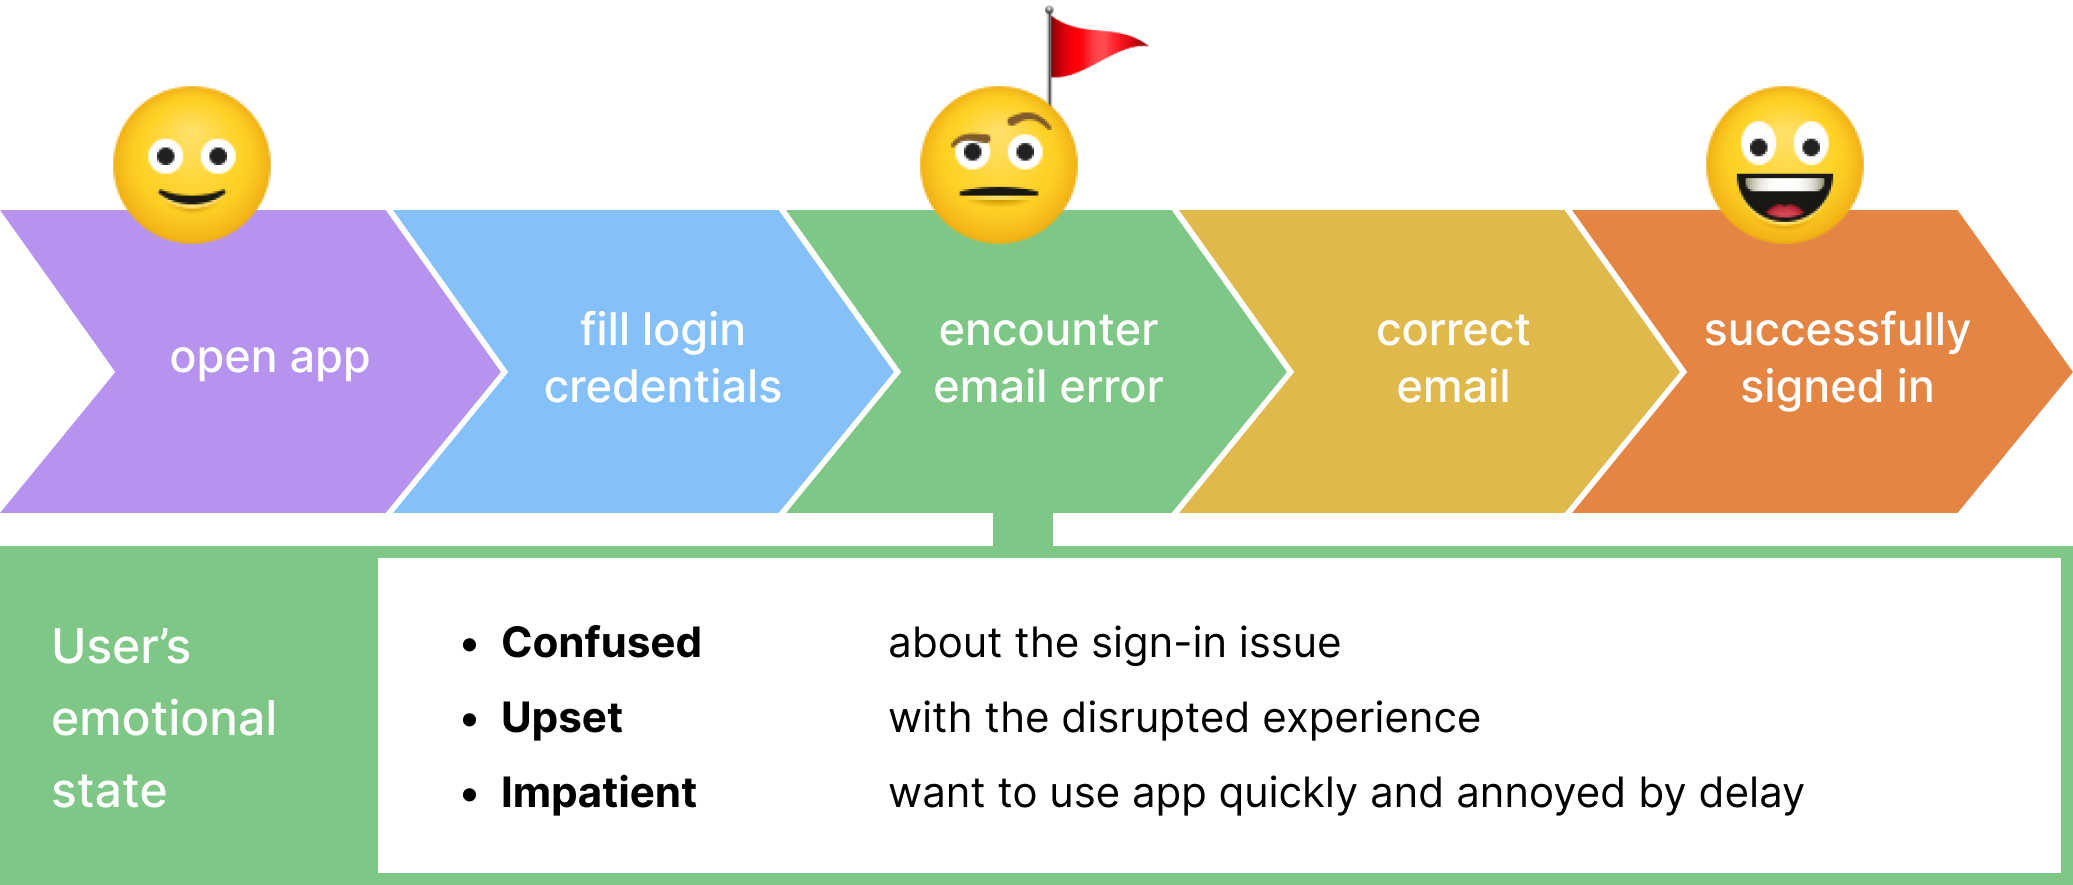 open app
fill login
credentials
encounter
email error
correct
email
successfully
signed in
User’s
emotional
state
• Confused about the sign-in issue
• Upset with the disrupted experience
• Impatient want to use app quickly and annoyed by delay